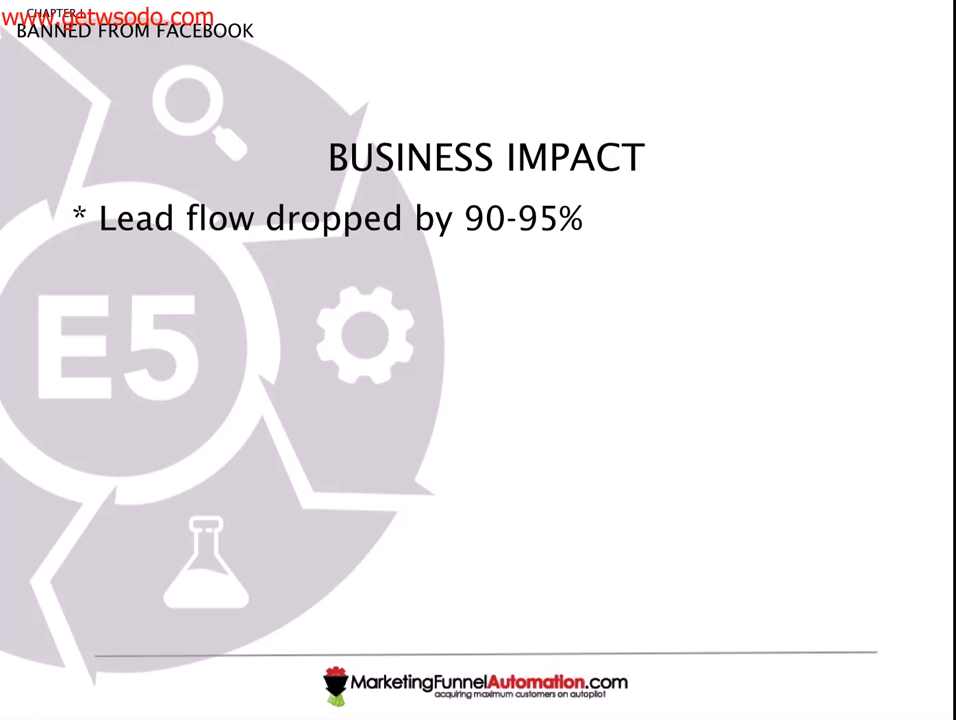 CHAPTER I
www.getwsodo.com
BANNED FROM FACEBOOK
BUSINESS IMPACT
* Lead flow dropped by 90-95%
E5
MarketingFunnelAutomation.com
acquiring maximum customers on autopilot